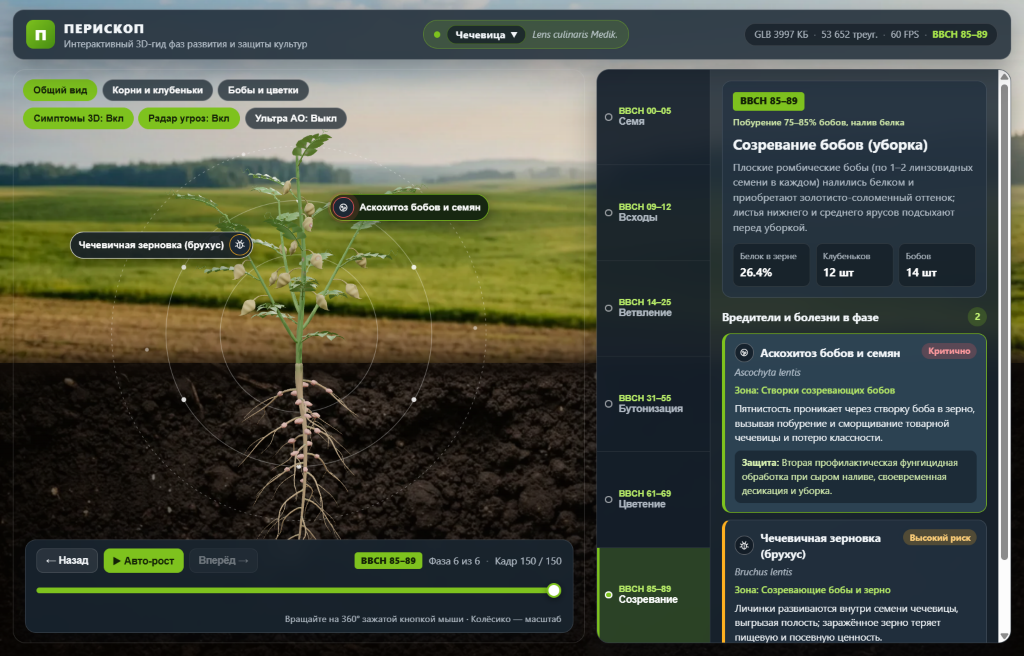 П
ПЕРИСКОП
Интерактивный 3D-гид фаз развития и защиты культур
Чечевица ▼
Lens culinaris Medik.
GLB 3997 КБ · 53 652 треуг. · 60 FPS · BBCH 85–89
Общий вид
Корни и клубеньки
Бобы и цветки
Симптомы 3D: Вкл
Радар угроз: Вкл
Ультра АО: Выкл
Аскохитоз бобов и семян
Чечевичная зерновка (брухус)
← Назад
▶ Авто-рост
Вперёд →
BBCH 85–89
Фаза 6 из 6 · Кадр 150 / 150
Вращайте на 360° зажатой кнопкой мыши · Колёсико — масштаб
BBCH 00–05
Семя
BBCH 09–12
Всходы
BBCH 14–25
Ветвление
BBCH 31–55
Бутонизация
BBCH 61–69
Цветение
BBCH 85–89
Созревание
BBCH 85–89
Побурение 75–85% бобов, налив белка
Созревание бобов (уборка)
Плоские ромбические бобы (по 1–2 линзовидных
семени в каждом) налились белком и
приобретают золотисто-соломенный оттенок;
листья нижнего и среднего ярусов подсыхают
перед уборкой.
Белок в зерне
26.4%
Клубеньков
12 шт
Бобов
14 шт
Вредители и болезни в фазе
2
Аскохитоз бобов и семян
Критично
Ascochyta lentis
Зона: Створки созревающих бобов
Пятнистость проникает через створку боба в зерно,
вызывая побурение и сморщивание товарной
чечевицы и потерю классности.
Защита: Вторая профилактическая фунгицидная
обработка при сыром наливе, своевременная
десикация и уборка.
Чечевичная зерновка
(брухус)
Высокий риск
Bruchus lentis
Зона: Созревающие бобы и зерно
Личинки развиваются внутри семени чечевицы,
выгрызая полость; заражённое зерно теряет
пищевую и посевную ценность.